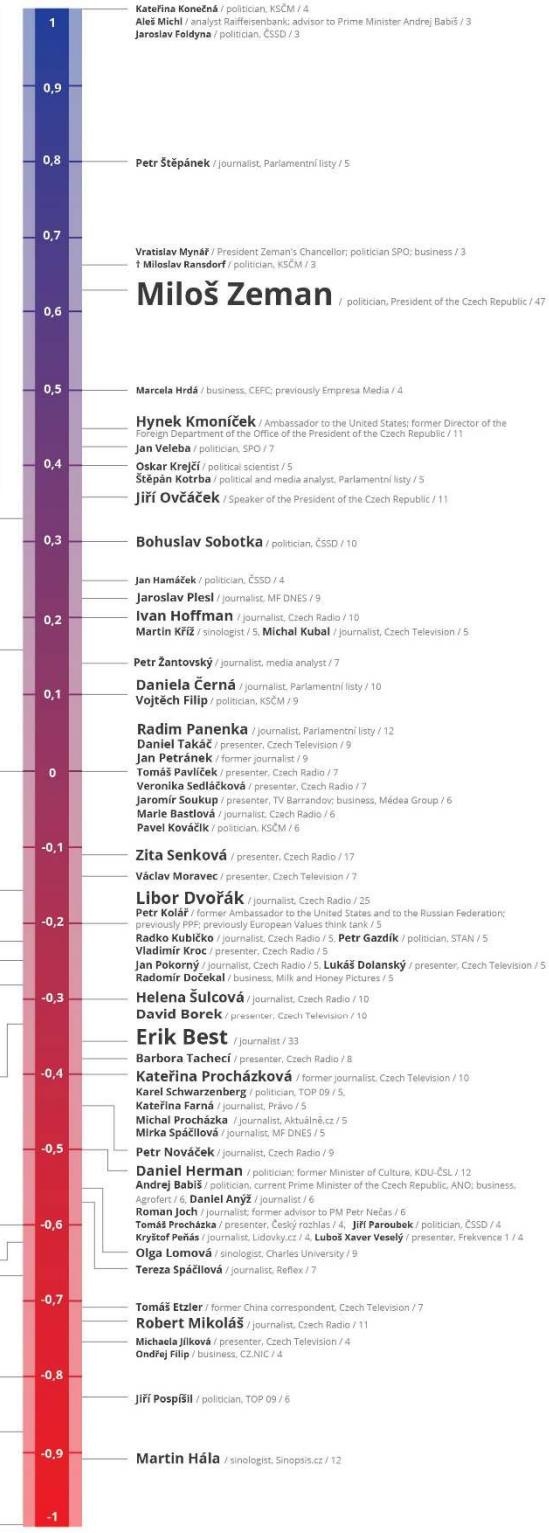 Kateřina Konečná / politician, KSČM / 4
1
Aleš Michl / analyst Raiffeisenbank; advisor to Prime Minister Andrej Babiš / 3
Jaroslav Foldyna / politician, ČSSD / 3
0,9
0,8
Petr Štěpánek / journalist, Parlamentní listy / 5
0,7
Vratislav Mynář / President Zeman's Chancellor; politician SPO; business / 3
† Miloslav Ransdorf / politician, KSČM / 3
Miloš Zeman / politician, President of the Czech Republic / 47
0,6
0,5
Marcela Hrdá / business, CEFC; previously Empresa Media / 4
Hynek Kmoníček / Ambassador to the United States; former Director of the
Foreign Department of the Office of the President of the Czech Republic / 11
Jan Veleba / politician, SPO / 7
0,4
Oskar Krejčí / political scientist / 5
Štěpán Kotrba / political and media analyst, Parlamentní listy / 5
Jiří Ovčáček / Speaker of the President of the Czech Republic / 11
0,3
Bohuslav Sobotka / politician, ČSSD / 10
Jan Hamáček / politician, ČSSD / 4
Jaroslav Plesl / journalist, MF DNES / 9
0,2
Ivan Hoffman / journalist, Czech Radio / 10
Martin Kříž / sinologist / 5, Michal Kubal / journalist, Czech Television / 5
Petr Žantovský / journalist, media analyst / 7
0,1
Daniela Černá / journalist, Parlamentní listy / 10
Vojtěch Filip / politician, KSČM / 9
Radim Panenka / journalist, Parlamentní listy / 12
Daniel Takáč / presenter, Czech Television / 9
Jan Petránek / former journalist / 9
0
Tomáš Pavlíček / presenter, Czech Radio / 7
Veronika Sedláčková / presenter, Czech Radio / 7
Jaromír Soukup / presenter, TV Barrandov; business, Médea Group / 6
Marie Bastlová / journalist, Czech Radio / 6
Pavel Kováčik / politician, KSČM / 6
-0,1
Zita Senková / presenter, Czech Radio / 17
Václav Moravec / presenter, Czech Television / 7
Libor Dvořák / journalist, Czech Radio / 25
Petr Kolář / former Ambassador to the United States and to the Russian Federation;
previously PPF; previously European Values think tank / 5
-0,2
Radko Kubičko / journalist, Czech Radio / 5, Petr Gazdík / politician, STAN / 5
Vladimír Kroc / presenter, Czech Radio / 5
Jan Pokorný / journalist, Czech Radio / 5, Lukáš Dolanský / presenter, Czech Television / 5
Radomír Dočekal / business, Milk and Honey Pictures / 5
-0,3
Helena Šulcová / journalist, Czech Radio / 10
David Borek / presenter, Czech Television / 10
Erik Best / journalist / 33
Barbora Tachecí / presenter, Czech Radio / 8
-0,4
Kateřina Procházková / former journalist, Czech Television / 10
Karel Schwarzenberg / politician, TOP 09 / 5,
Kateřina Farná / journalist, Právo / 5
Michal Procházka / journalist, Aktuálně.cz / 5
Mirka Spáčilová / journalist, MF DNES / 5
-0,5
Petr Nováček / journalist, Czech Radio / 9
Daniel Herman / politician; former Minister of Culture, KDU-ČSL / 12
Andrej Babiš / politician, current Prime Minister of the Czech Republic, ANO; business,
Agrofert / 6, Daniel Anýž / journalist / 6
Roman Joch / journalist; former advisor to PM Petr Nečas / 6
-0,6
Tomáš Procházka / presenter, Český rozhlas / 4, Jiří Paroubek / politician, ČSSD / 4
Kryštof Peňás / journalist, Lidovky.cz / 4, Luboš Xaver Veselý / presenter, Frekvence 1 / 4
Olga Lomová / sinologist, Charles University / 9
Tereza Spáčilová / journalist, Reflex / 7
-0,7
Tomáš Etzler / former China correspondent, Czech Television / 7
Robert Mikoláš / journalist, Czech Radio / 11
Michaela Jílková / presenter, Czech Television / 4
Ondřej Filip / business, CZ.NIC / 4
-0,8
Jiří Pospíšil / politician, TOP 09 / 6
-0,9
Martin Hála / sinologist, Sinopsis.cz / 12
-1